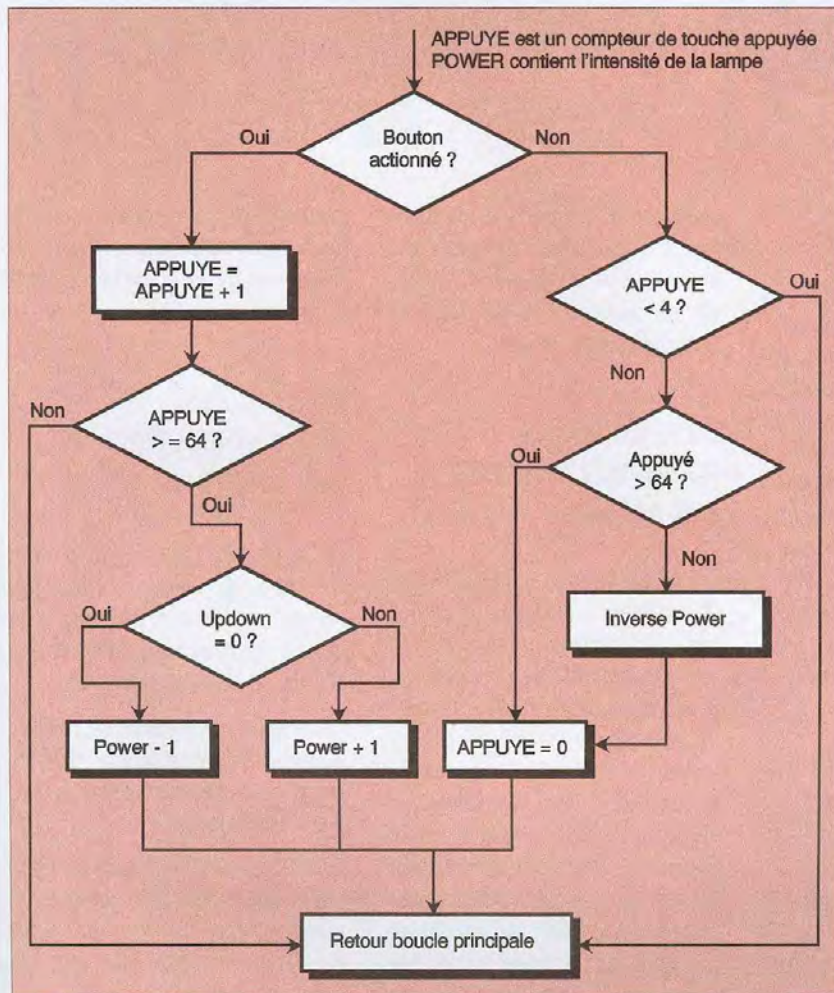 APPUYE est un compteur de touche appuyée
POWER contient l'intensité de la lampe
Oui
Bouton
actionné ?
Non
APPUYE =
APPUYE + 1
APPUYE
< 4 ?
Oui
Non
Non
APPUYE
> = 64 ?
Oui
Oui
Appuyé
> 64 ?
Non
Oui
Updown
= 0 ?
Non
Inverse Power
Power - 1
Power + 1
APPUYE = 0
Retour boucle principale